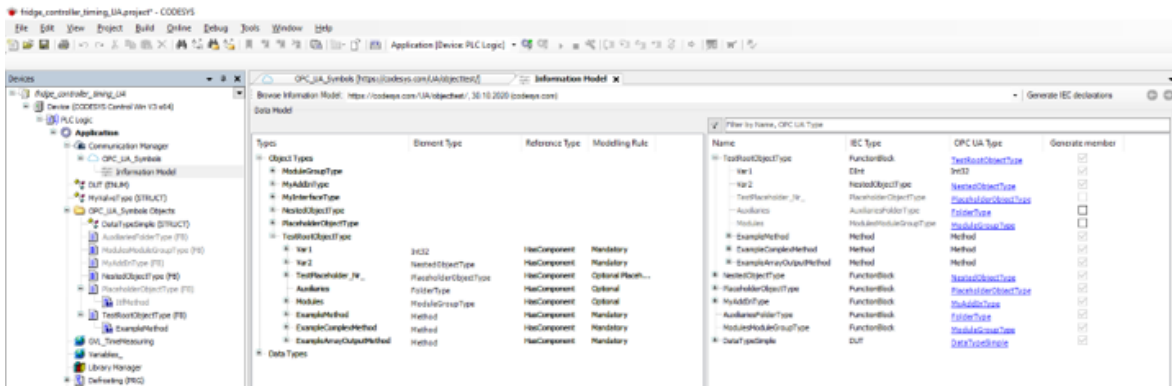 fridge_controller_timing_UA.project* - CODESYS
File Edit View Project Build Online Debug Tools Window Help
Application [Device: PLC Logic]
Devices
OPC_UA_Symbols [https://codesys.com/UA/objecttest/]
Information Model
fridge_controller_timing_UA
Device (CODESYS Control Win V3 x64)
PLC Logic
Application
Communication Manager
OPC_UA_Symbols
Information Model
DUT (ENUM)
MyValveType (STRUCT)
OPC_UA_Symbols Objects
DataTypeSimple (STRUCT)
AuxiliariesFolderType (FB)
ModulesModuleGroupType (FB)
MyAddInType (FB)
NestedObjectType (FB)
PlaceholderObjectType (FB)
TestRootObjectType (FB)
ExampleMethod
GVL_TimeMeasuring
Variables_
Library Manager
Defrosting (PRG)
Browse Information Model: https://codesys.com/UA/objecttest/, 30.10.2020 (codesys.com)
Generate IEC declarations
Data Model
Types Element Type Reference Type Modelling Rule
Object Types
ModuleGroupType
MyAddInType
MyInterfaceType
NestedObjectType
PlaceholderObjectType
TestRootObjectType
Var1 Int32 HasComponent Mandatory
Var2 NestedObjectType HasComponent Mandatory
TestPlaceholder_Nr_ PlaceholderObjectType HasComponent Optional Placeh...
Auxiliaries FolderType HasComponent Optional
Modules ModuleGroupType HasComponent Optional
ExampleMethod Method HasComponent Mandatory
ExampleComplexMethod Method HasComponent Mandatory
ExampleArrayOutputMethod Method HasComponent Mandatory
Data Types
Filter by Name, OPC UA Type
Name IEC Type OPC UA Type Generate member
TestRootObjectType FunctionBlock TestRootObjectType
Var1 DInt Int32
Var2 NestedObjectType NestedObjectType
TestPlaceholder_Nr_ PlaceholderObjectType PlaceholderObjectType
Auxiliaries AuxiliariesFolderType FolderType
Modules ModulesModuleGroupType ModuleGroupType
ExampleMethod Method Method
ExampleComplexMethod Method Method
ExampleArrayOutputMethod Method Method
NestedObjectType FunctionBlock NestedObjectType
PlaceholderObjectType FunctionBlock PlaceholderObjectType
MyAddInType FunctionBlock MyAddInType
AuxiliariesFolderType FunctionBlock FolderType
ModulesModuleGroupType FunctionBlock ModuleGroupType
DataTypeSimple DUT DataTypeSimple